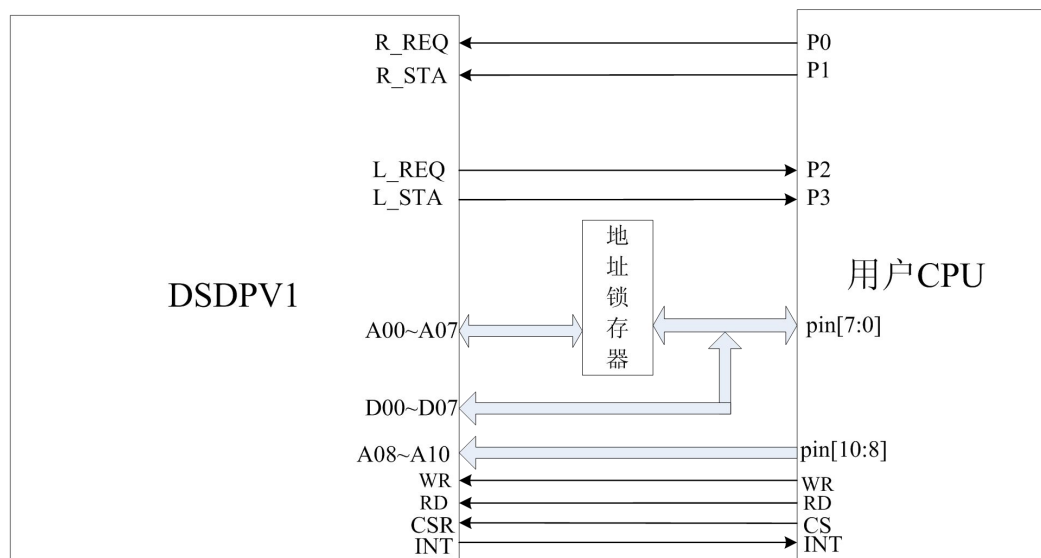 R_REQ P0
R_STA P1
L_REQ P2
L_STA P3
地址锁存器
DSDPV1
用户CPU
A00~A07 pin[7:0]
D00~D07
A08~A10 pin[10:8]
WR WR
RD RD
CSR CS
INT INT